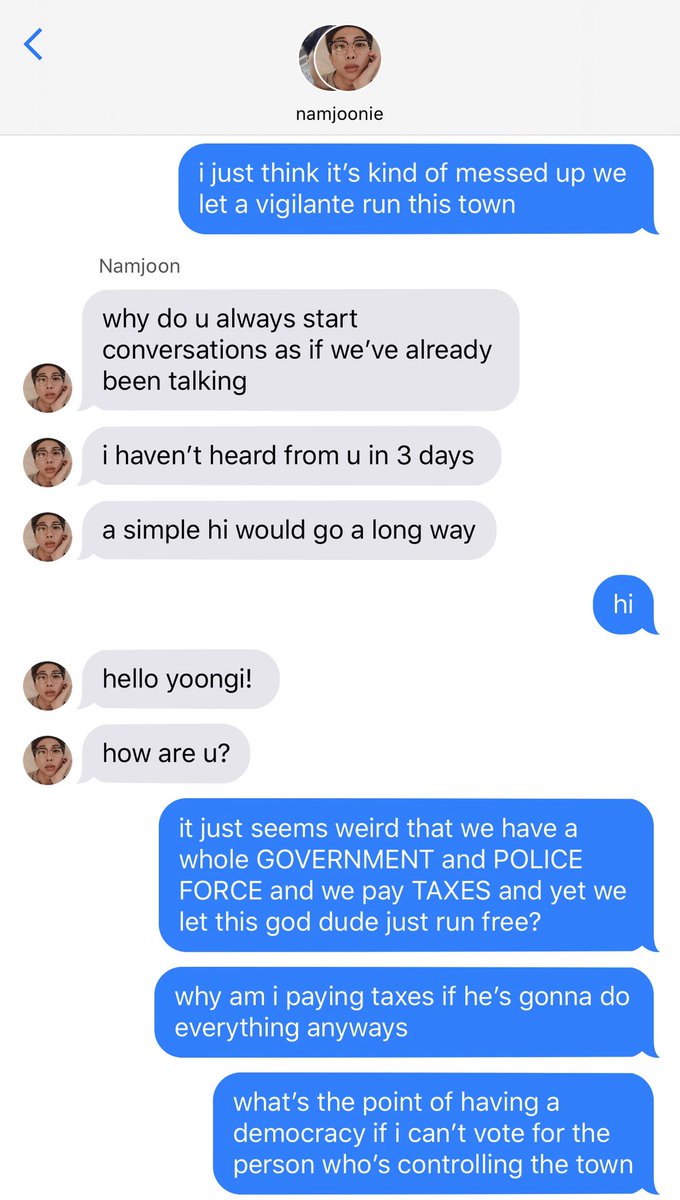 namjoonie
i just think it’s kind of messed up we
let a vigilante run this town
Namjoon
why do u always start
conversations as if we’ve already
been talking
i haven’t heard from u in 3 days
a simple hi would go a long way
hi
hello yoongi!
how are u?
it just seems weird that we have a
whole GOVERNMENT and POLICE
FORCE and we pay TAXES and yet we
let this god dude just run free?
why am i paying taxes if he’s gonna do
everything anyways
what’s the point of having a
democracy if i can’t vote for the
person who’s controlling the town